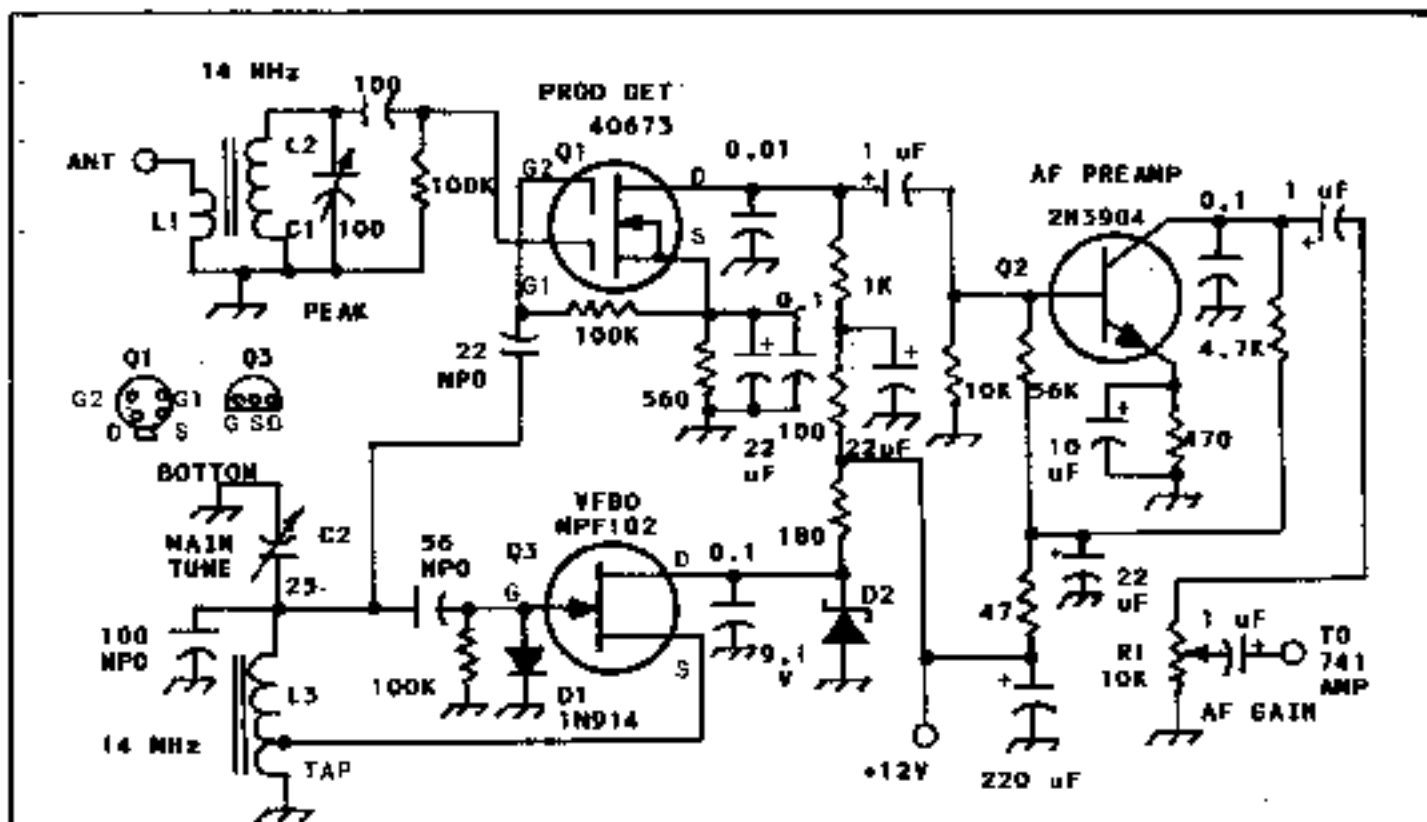 14 MHz
100
PROD DET
40673
ANT
L2
100K
L1
C1
100
PEAK
G2
Q1
D
0.01
1 uF
S
G1
100K
0.1
1K
22
NPO
560
22
uF
100
22uF
AF PREAMP
2N3904
Q2
0.1
1 uF
4.7K
10K
56K
10
uF
470
Q1
G2
G1
D
S
Q3
G S D
BOTTOM
MAIN
TUNE
C2
25
100
NPO
L3
14 MHz
TAP
56
NPO
Q3
G
VFBO
MPF102
D
0.1
S
100K
D1
1N914
180
D2
9.1
V
+12V
47
22
uF
220 uF
1 uF
R1
10K
AF GAIN
TO
741
AMP